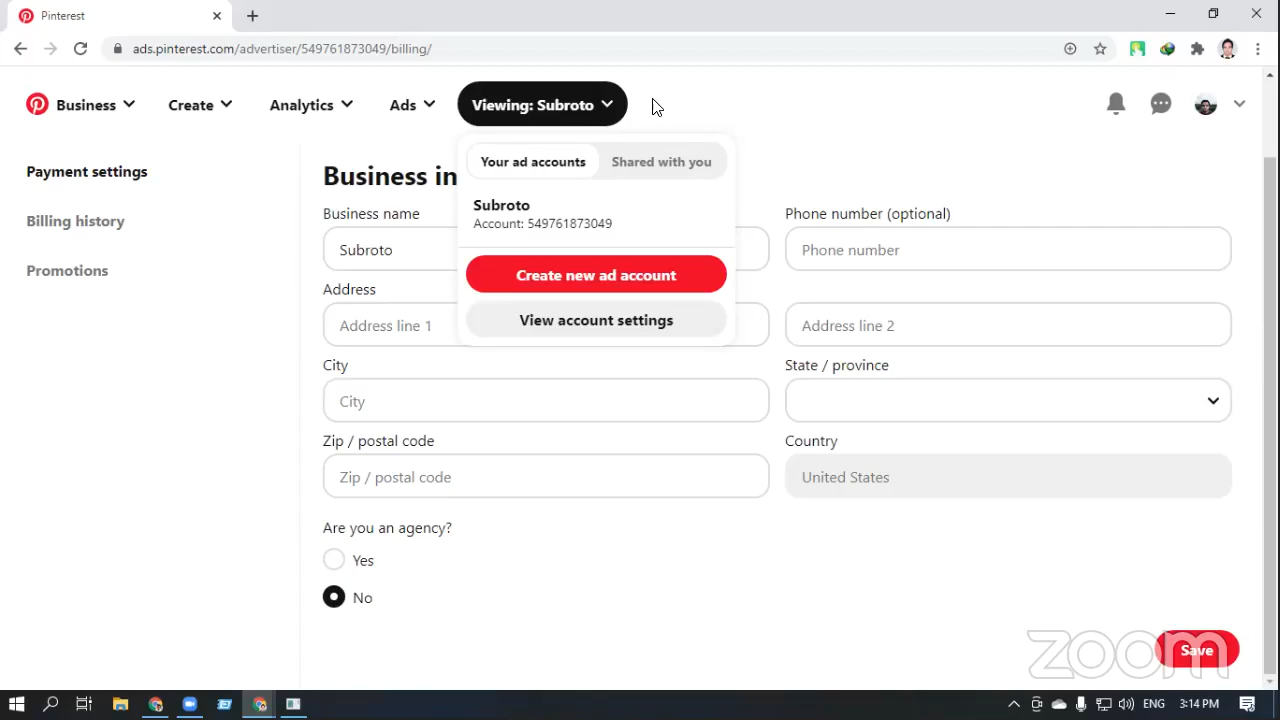 Pinterest
ads.pinterest.com/advertiser/549761873049/billing/
Business
Create
Analytics
Ads
Viewing: Subroto
Your ad accounts
Shared with you
Subroto
Account: 549761873049
Create new ad account
View account settings
Payment settings
Billing history
Promotions
Business in
Business name
Phone number (optional)
Subroto
Phone number
Address
Address line 1
Address line 2
City
State / province
City
Zip / postal code
Country
Zip / postal code
United States
Are you an agency?
Yes
No
Save
zoom
ENG
3:14 PM